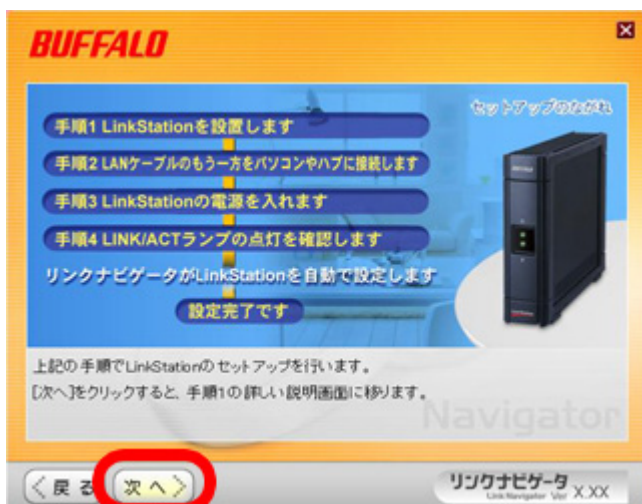 BUFFALO
セットアップのながれ
BUFFALO
手順1 LinkStationを設置します
手順2 LANケーブルのもう一方をパソコンやハブに接続します
手順3 LinkStationの電源を入れます
手順4 LINK/ACTランプの点灯を確認します
リンクナビゲータがLinkStationを自動で設定します
設定完了です
上記の手順でLinkStationのセットアップを行います。
[次へ]をクリックすると、手順1の詳しい説明画面に移ります。
Navigator
戻る
次へ
リンクナビゲータ
Link Navigator Ver X.XX